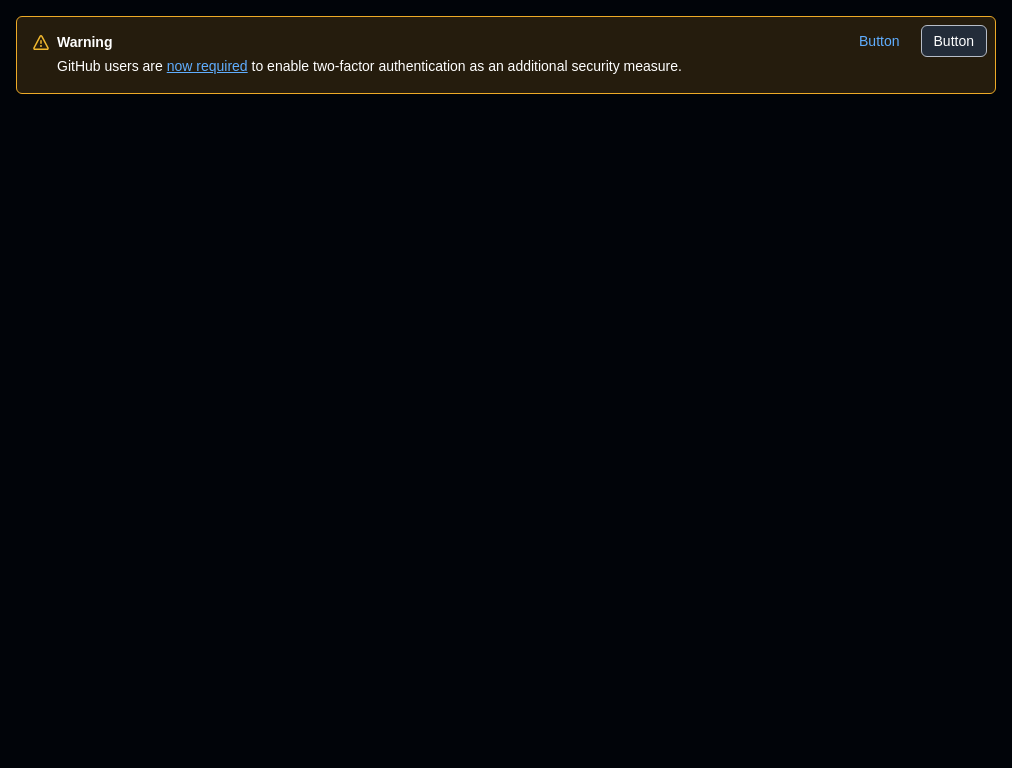 Warning
GitHub users are now required to enable two-factor authentication as an additional security measure.
Button
Button